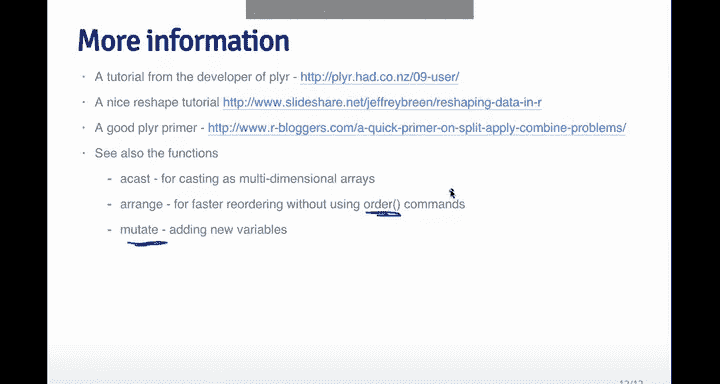 More information
· A tutorial from the developer of plyr - http://plyr.had.co.nz/09-user/
· A nice reshape tutorial http://www.slideshare.net/jeffreybreen/reshaping-data-in-r
· A good plyr primer - http://www.r-bloggers.com/a-quick-primer-on-split-apply-combine-problems/
· See also the functions
- acast - for casting as multi-dimensional arrays
- arrange - for faster reordering without using order() commands
- mutate - adding new variables